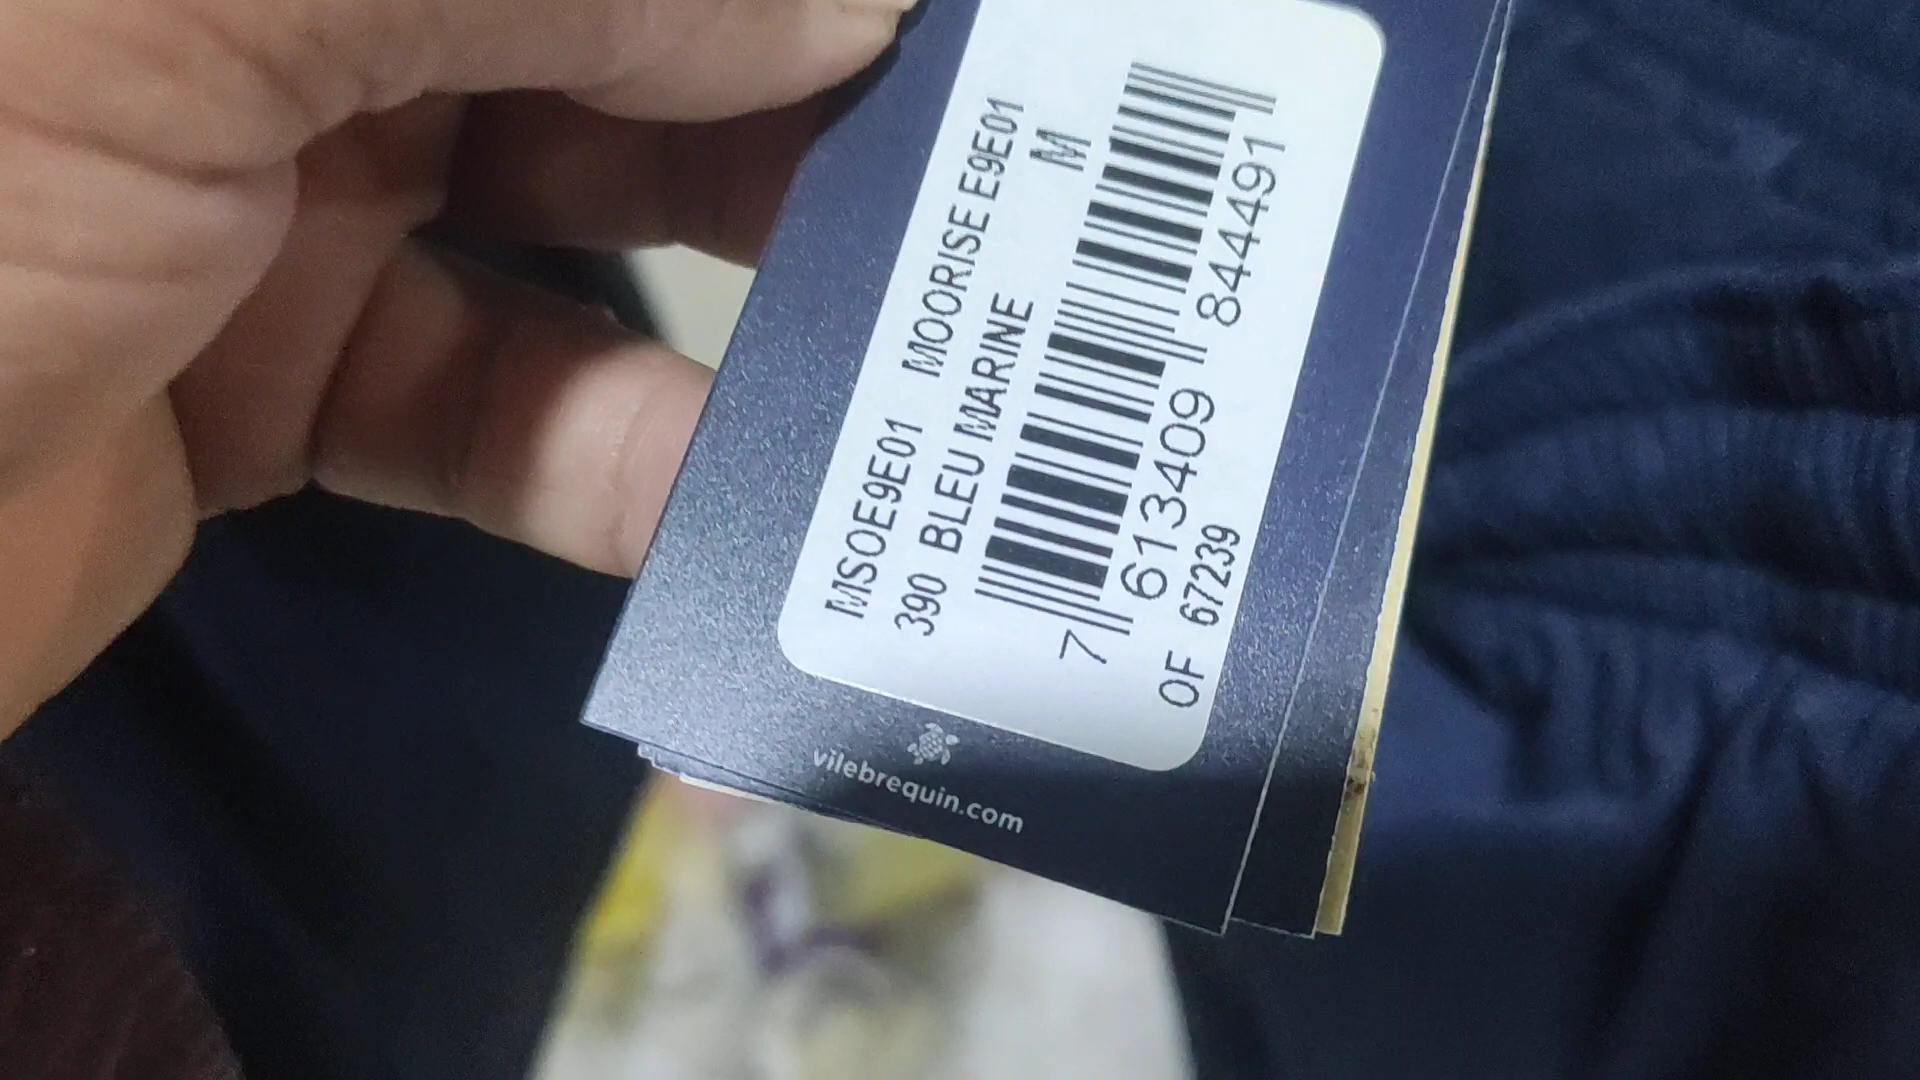 MSOE9E01 MOORISE E9E01
390 BLEU MARINE M
7 613409 844491
OF 67239
vilebrequin.com